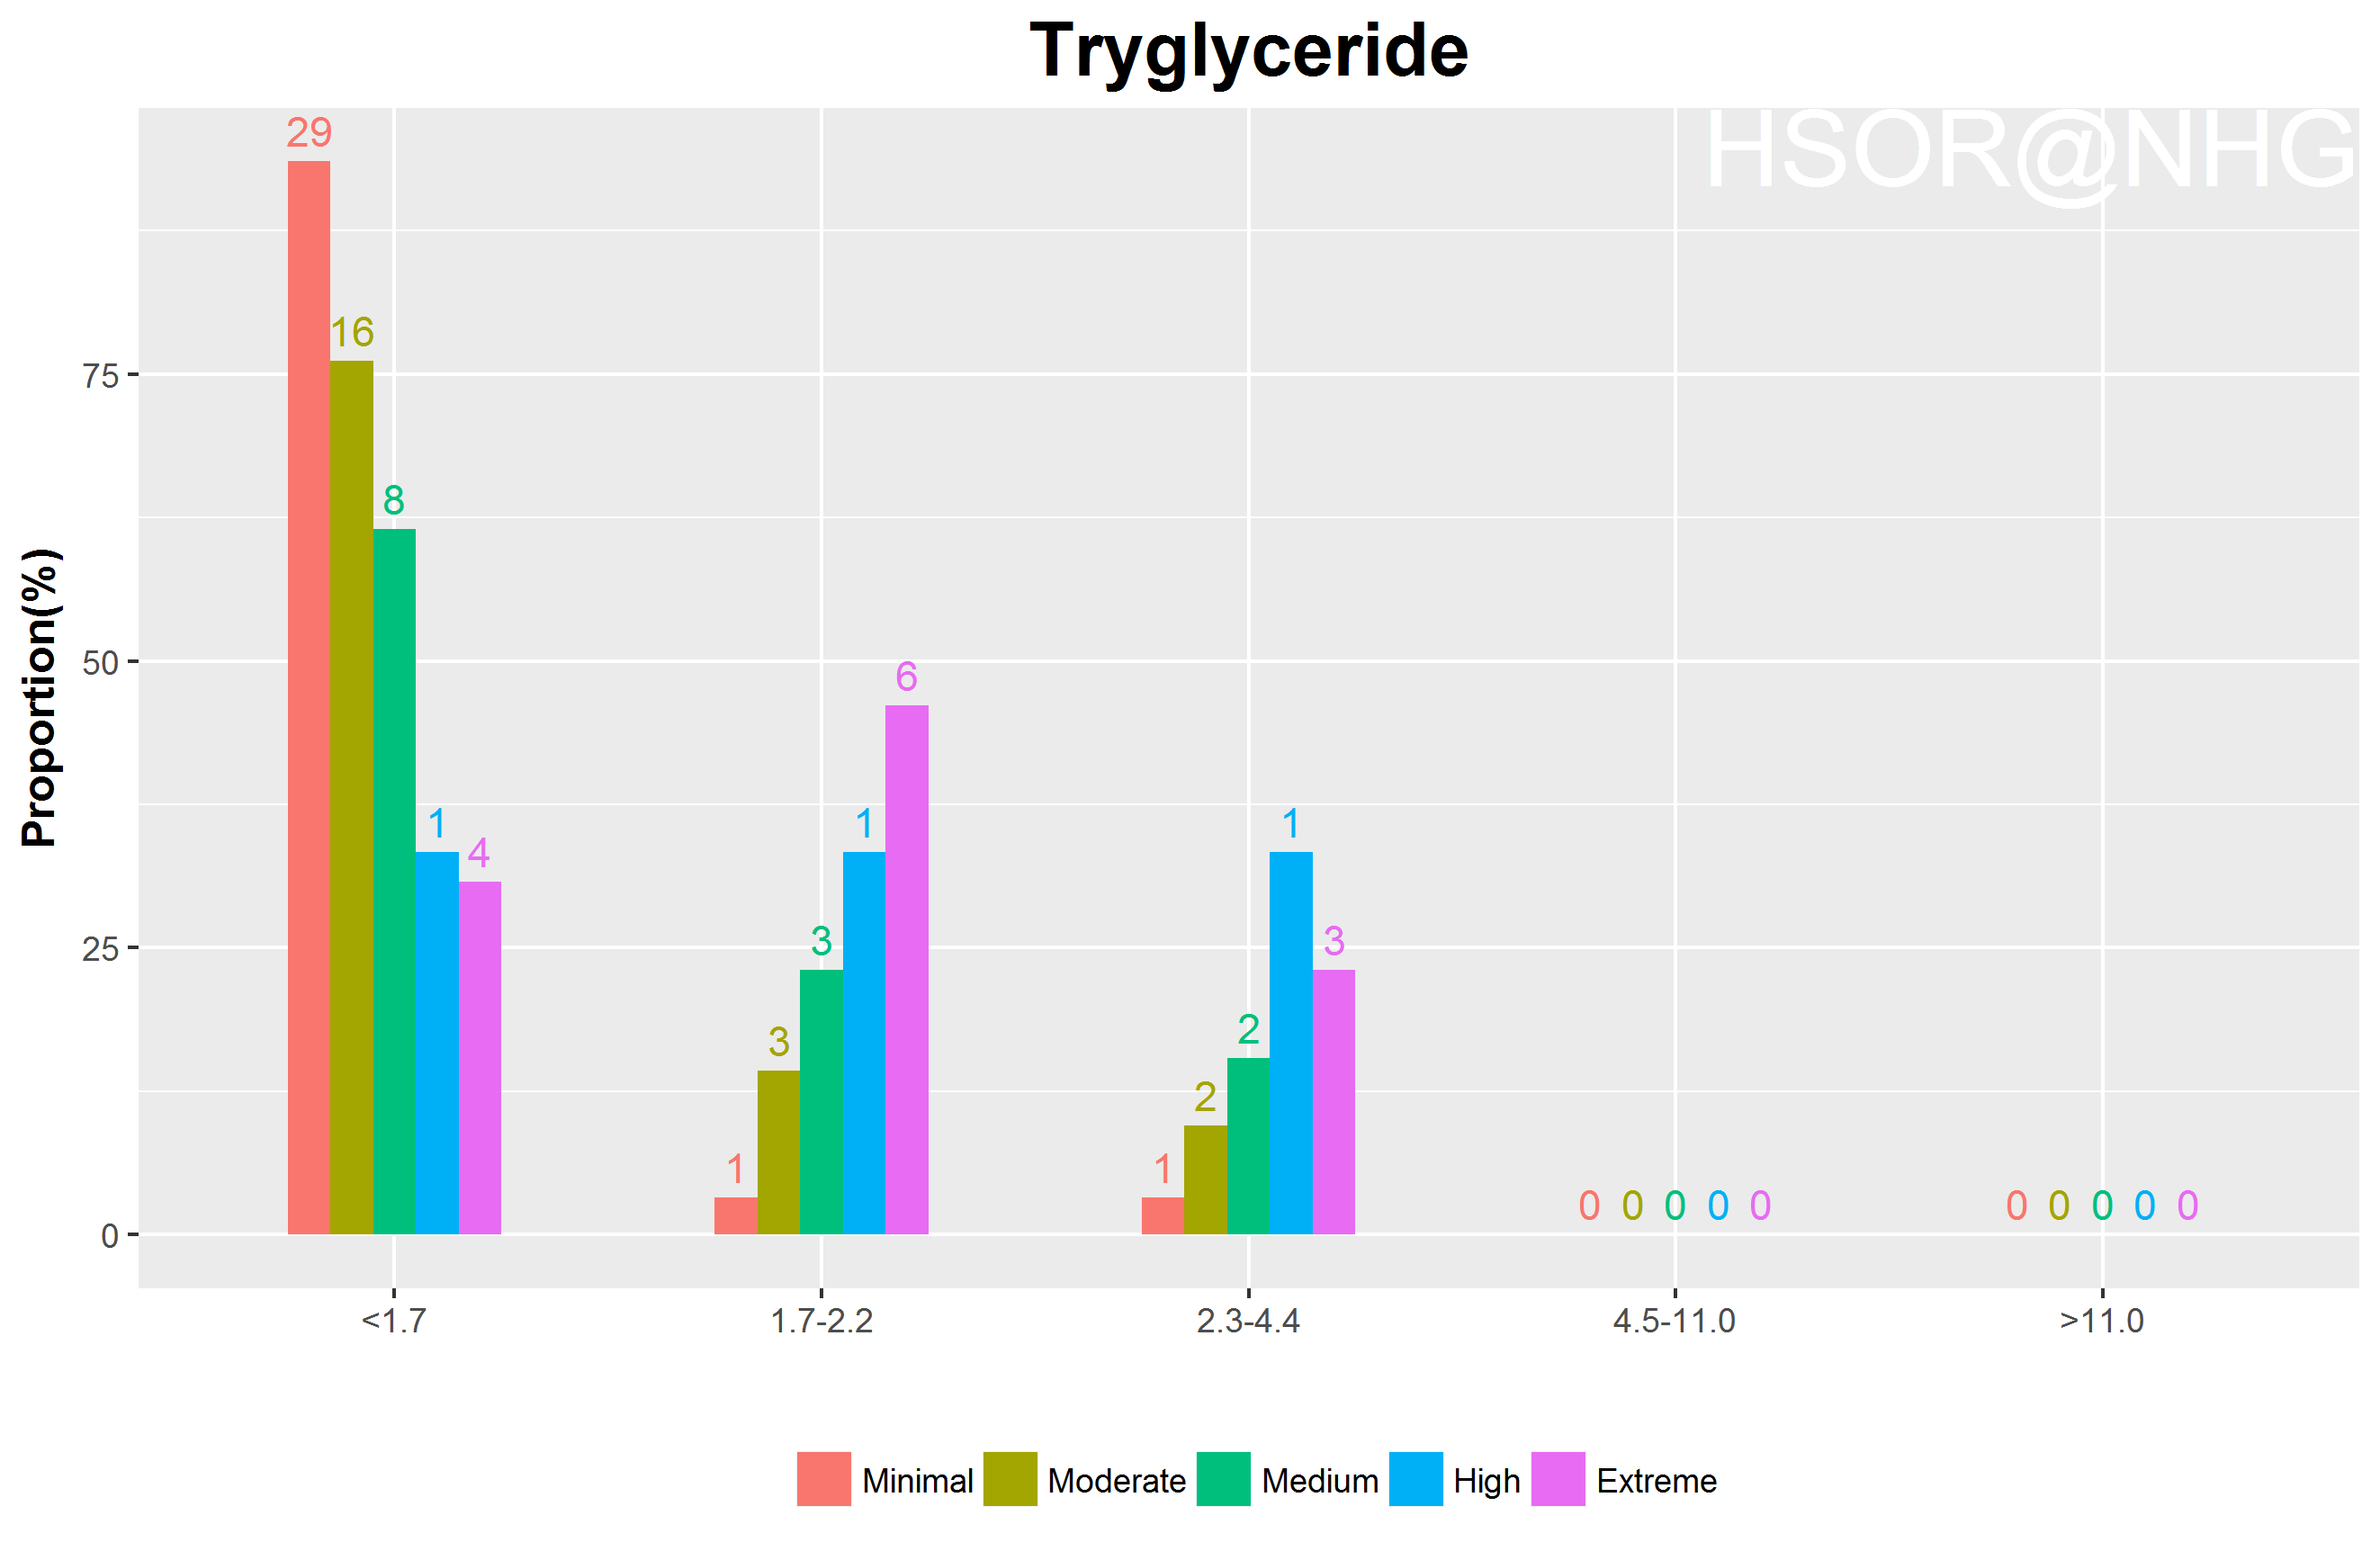 Tryglyceride
HSOR@NHG
29
16
8
1
4
1
3
3
1
6
1
2
2
1
3
0 0 0 0 0
0 0 0 0 0
75
50
25
0
Proportion(%)
<1.7
1.7-2.2
2.3-4.4
4.5-11.0
>11.0
Minimal
Moderate
Medium
High
Extreme